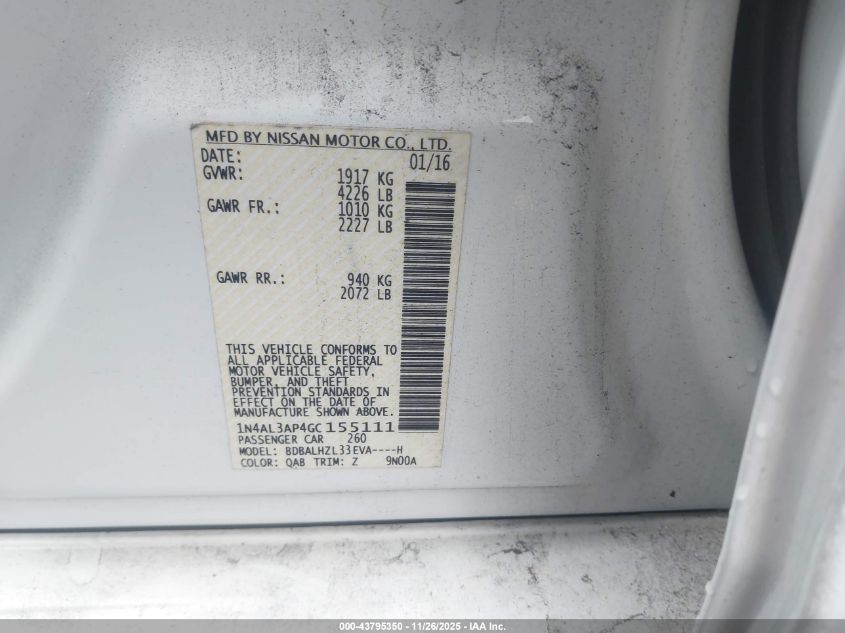 MFD BY NISSAN MOTOR CO., LTD.
DATE: 01/16
GVWR: 1917 KG
4226 LB
GAWR FR.: 1010 KG
2227 LB
GAWR RR.: 940 KG
2072 LB
THIS VEHICLE CONFORMS TO
ALL APPLICABLE FEDERAL
MOTOR VEHICLE SAFETY,
BUMPER, AND THEFT
PREVENTION STANDARDS IN
EFFECT ON THE DATE OF
MANUFACTURE SHOWN ABOVE.
1N4AL3AP4GC155111
PASSENGER CAR 260
MODEL: BDBALHZL33EVA----H
COLOR: QAB TRIM: Z 9N00A
000-43795350 - 11/26/2025 - IAA Inc.